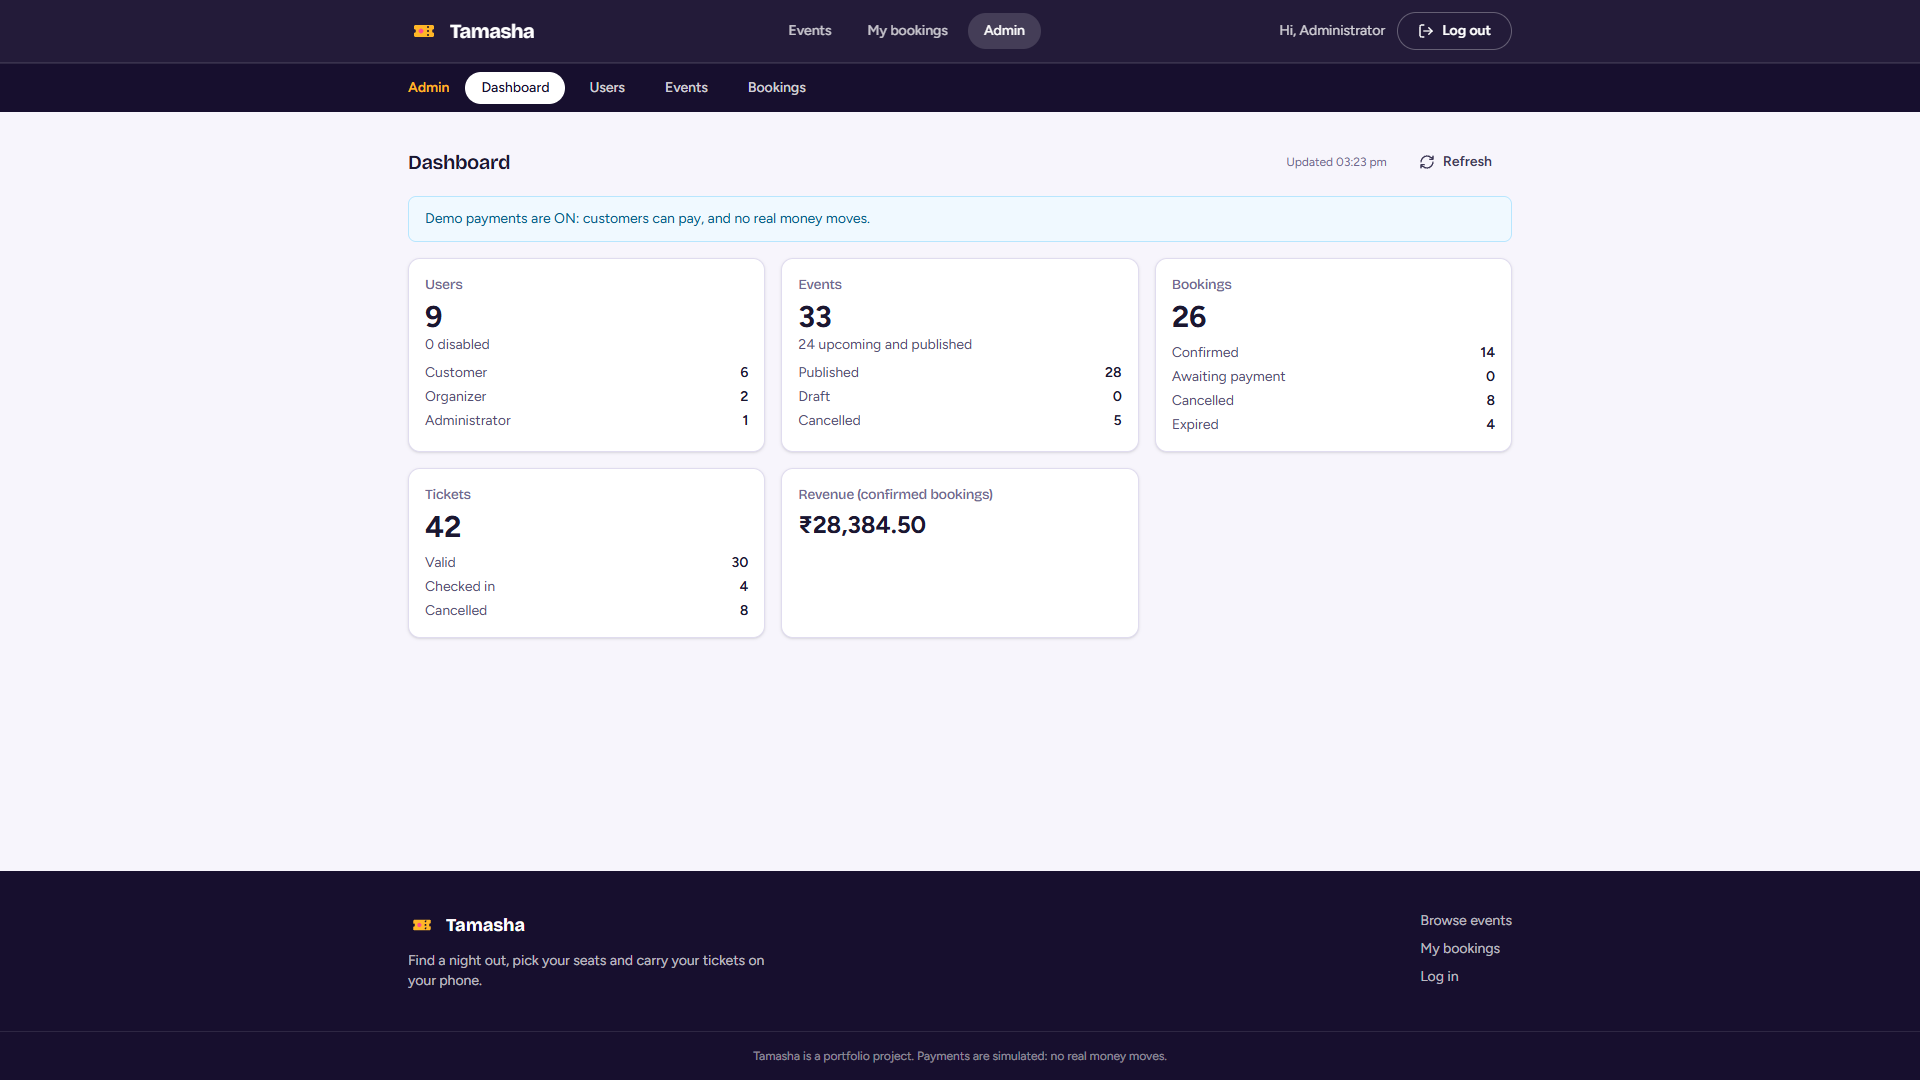 Tamasha
Events
My bookings
Admin
Hi, Administrator
Log out
Admin
Dashboard
Users
Events
Bookings
Dashboard
Updated 03:23 pm
Refresh
Demo payments are ON: customers can pay, and no real money moves.
Users
9
0 disabled
Customer 6
Organizer 2
Administrator 1
Events
33
24 upcoming and published
Published 28
Draft 0
Cancelled 5
Bookings
26
Confirmed 14
Awaiting payment 0
Cancelled 8
Expired 4
Tickets
42
Valid 30
Checked in 4
Cancelled 8
Revenue (confirmed bookings)
₹28,384.50
Tamasha
Find a night out, pick your seats and carry your tickets on
your phone.
Browse events
My bookings
Log in
Tamasha is a portfolio project. Payments are simulated: no real money moves.